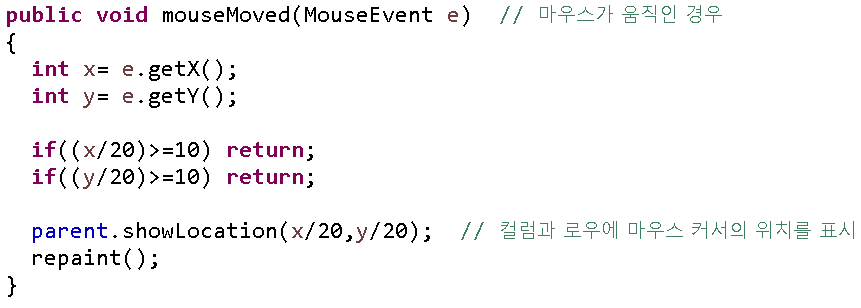 public void mouseMoved(MouseEvent e)  // 마우스가 움직인 경우
{
  int x= e.getX();
  int y= e.getY();

  if((x/20)>=10) return;
  if((y/20)>=10) return;

  parent.showLocation(x/20,y/20);  // 컬럼과 로우에 마우스 커서의 위치를 표시
  repaint();
}